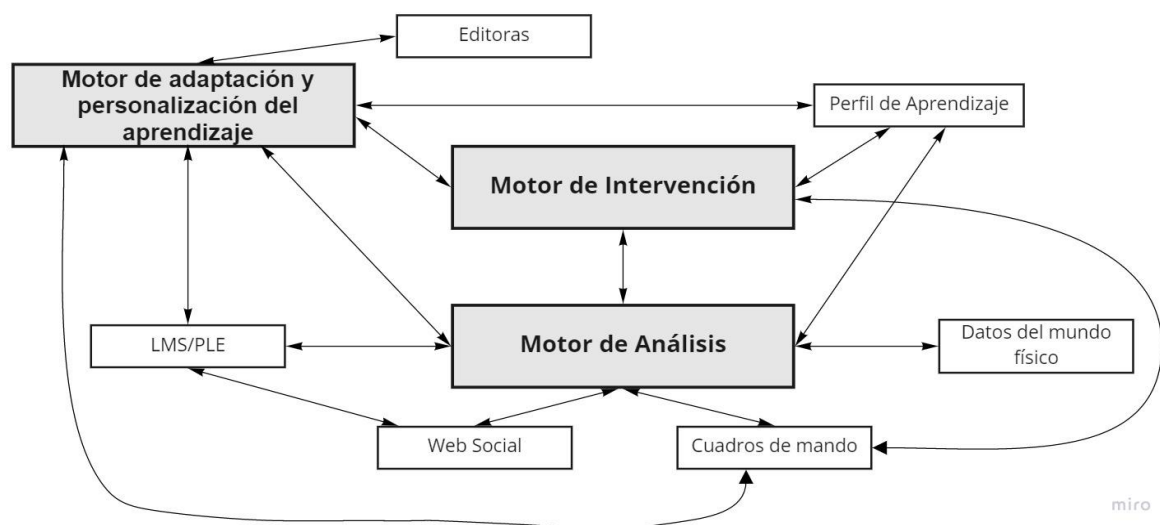 Editoras
Motor de adaptación y
personalización del
aprendizaje
Perfil de Aprendizaje
Motor de Intervención
LMS/PLE
Motor de Análisis
Datos del mundo
físico
Web Social
Cuadros de mando
miro